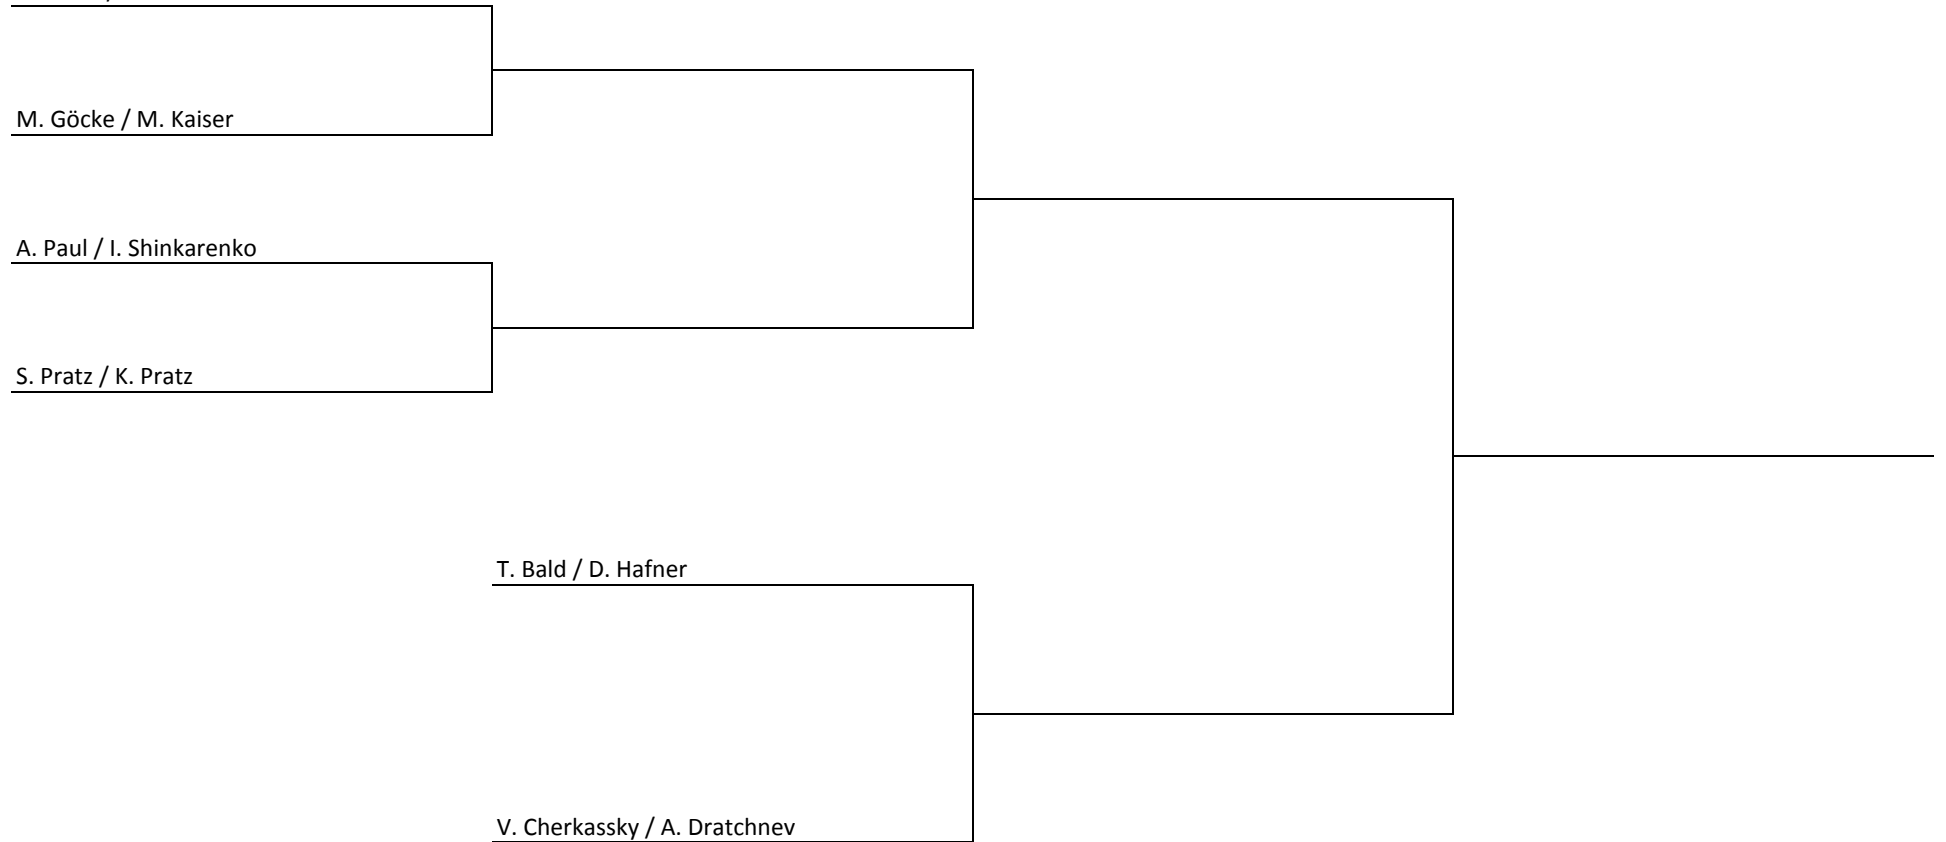 M. Göcke / M. Kaiser
A. Paul / I. Shinkarenko
S. Pratz / K. Pratz
T. Bald / D. Hafner
V. Cherkassky / A. Dratchnev